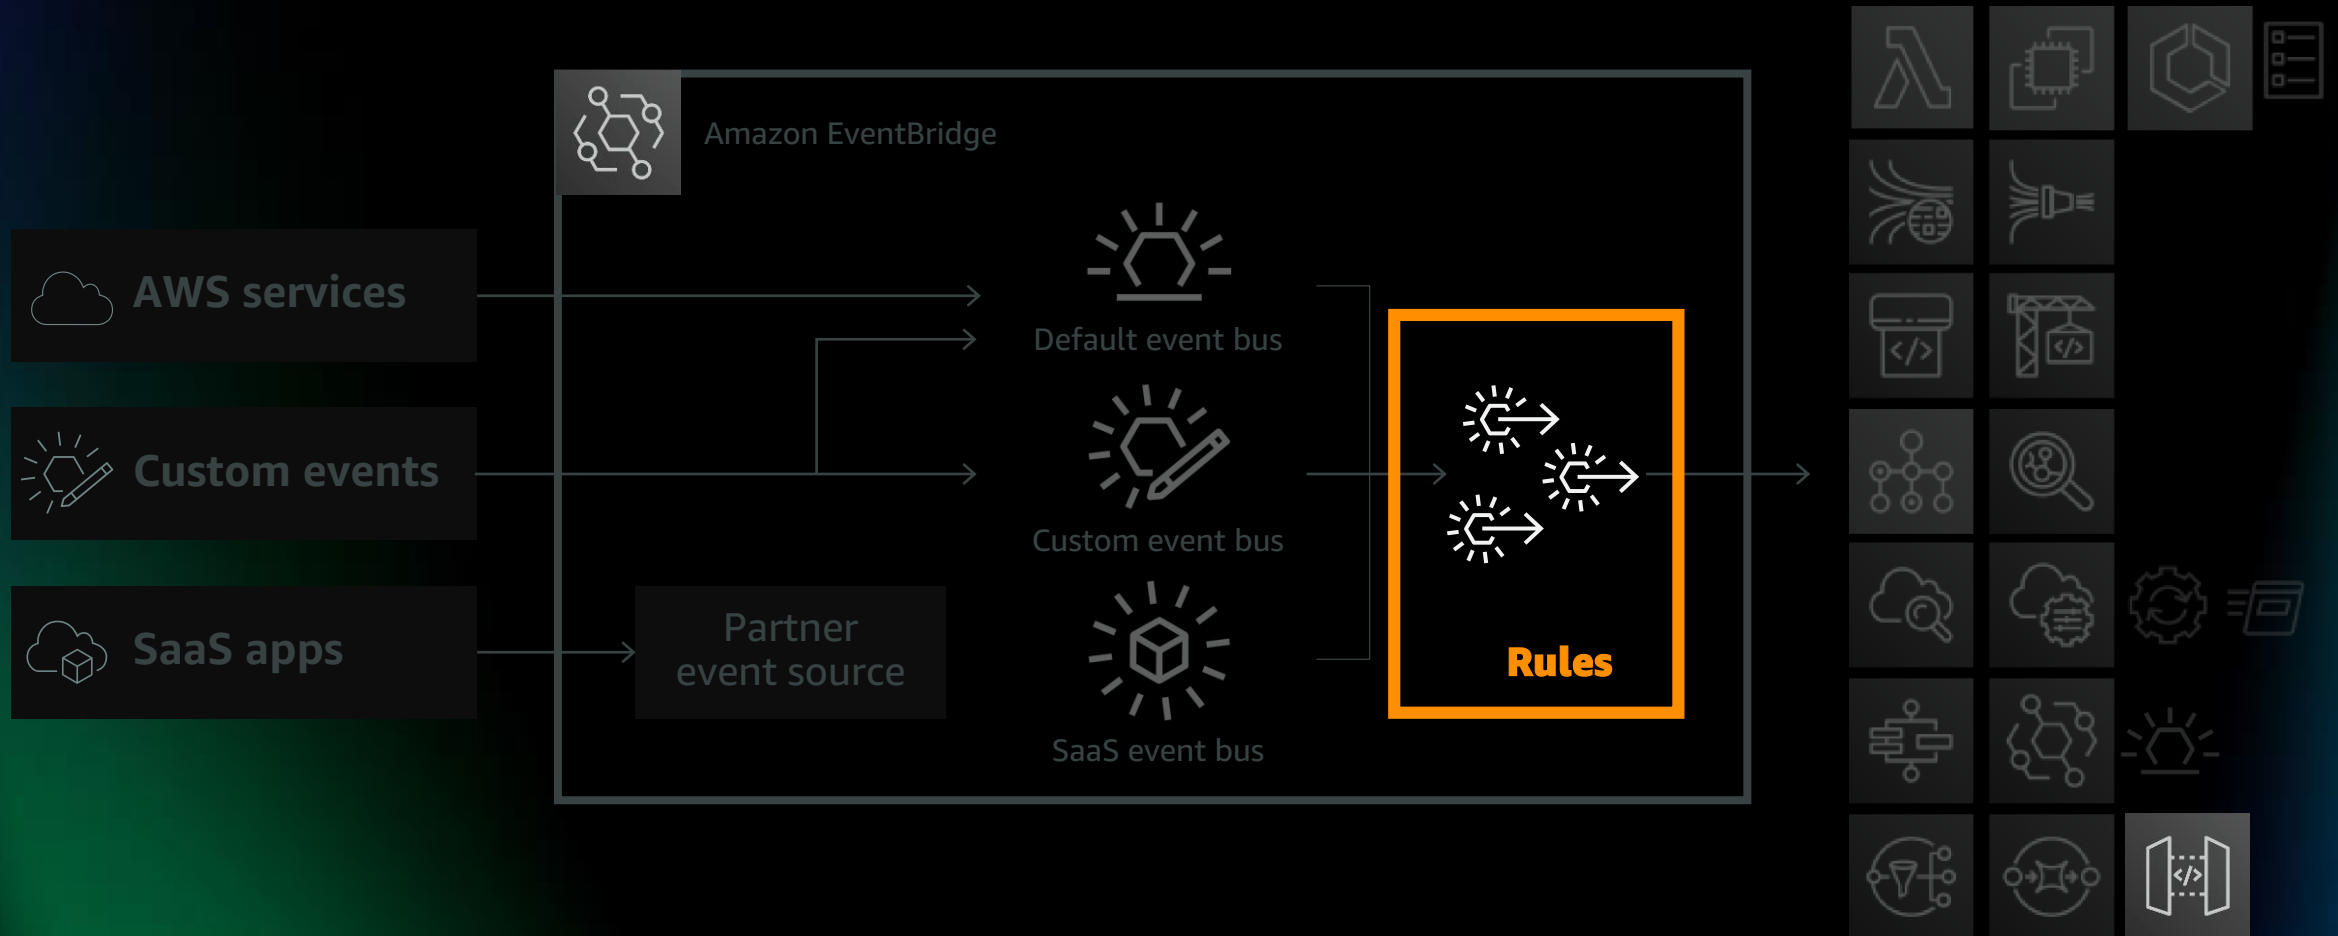 Amazon EventBridge
AWS services
Default event bus
Custom events
Custom event bus
SaaS apps
Partner
event source
Rules
SaaS event bus